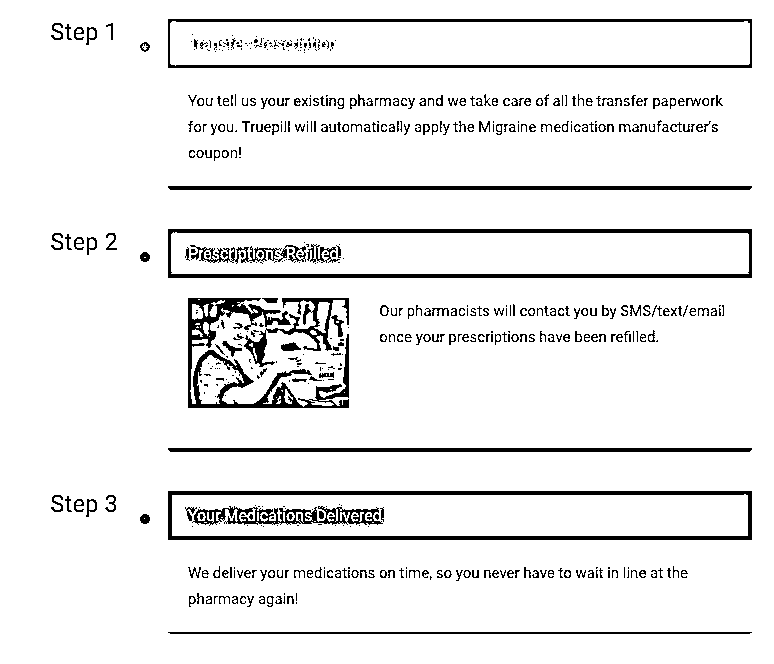 Step 1
Transfer Prescription
You tell us your existing pharmacy and we take care of all the transfer paperwork
for you. Truepill will automatically apply the Migraine medication manufacturer's
coupon!
Step 2
Prescriptions Refilled
Our pharmacists will contact you by SMS/text/email
once your prescriptions have been refilled.
Step 3
Your Medications Delivered
We deliver your medications on time, so you never have to wait in line at the
pharmacy again!